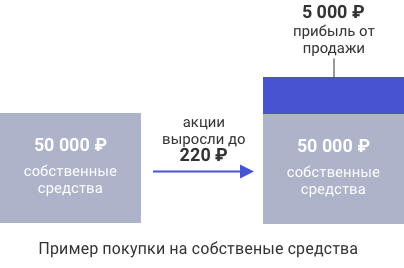 5 000 ₽
прибыль от
продажи
50 000 ₽
собственные
средства
акции
выросли до
220 ₽
50 000 ₽
собственные
средства
Пример покупки на собственые средства